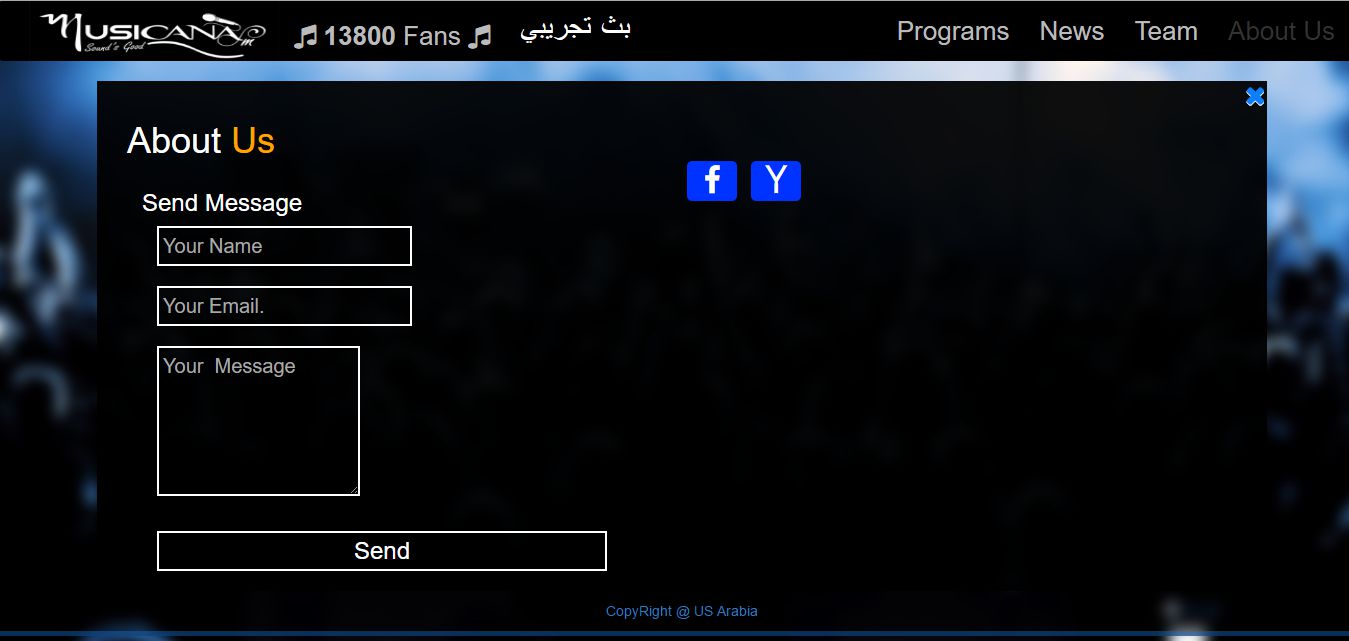 Musicana fm
Sound's Good
13800 Fans
بث تجريبي
Programs
News
Team
About Us
About Us
Send Message
Your Name
Your Email.
Your Message
Send
f
Y
CopyRight @ US Arabia